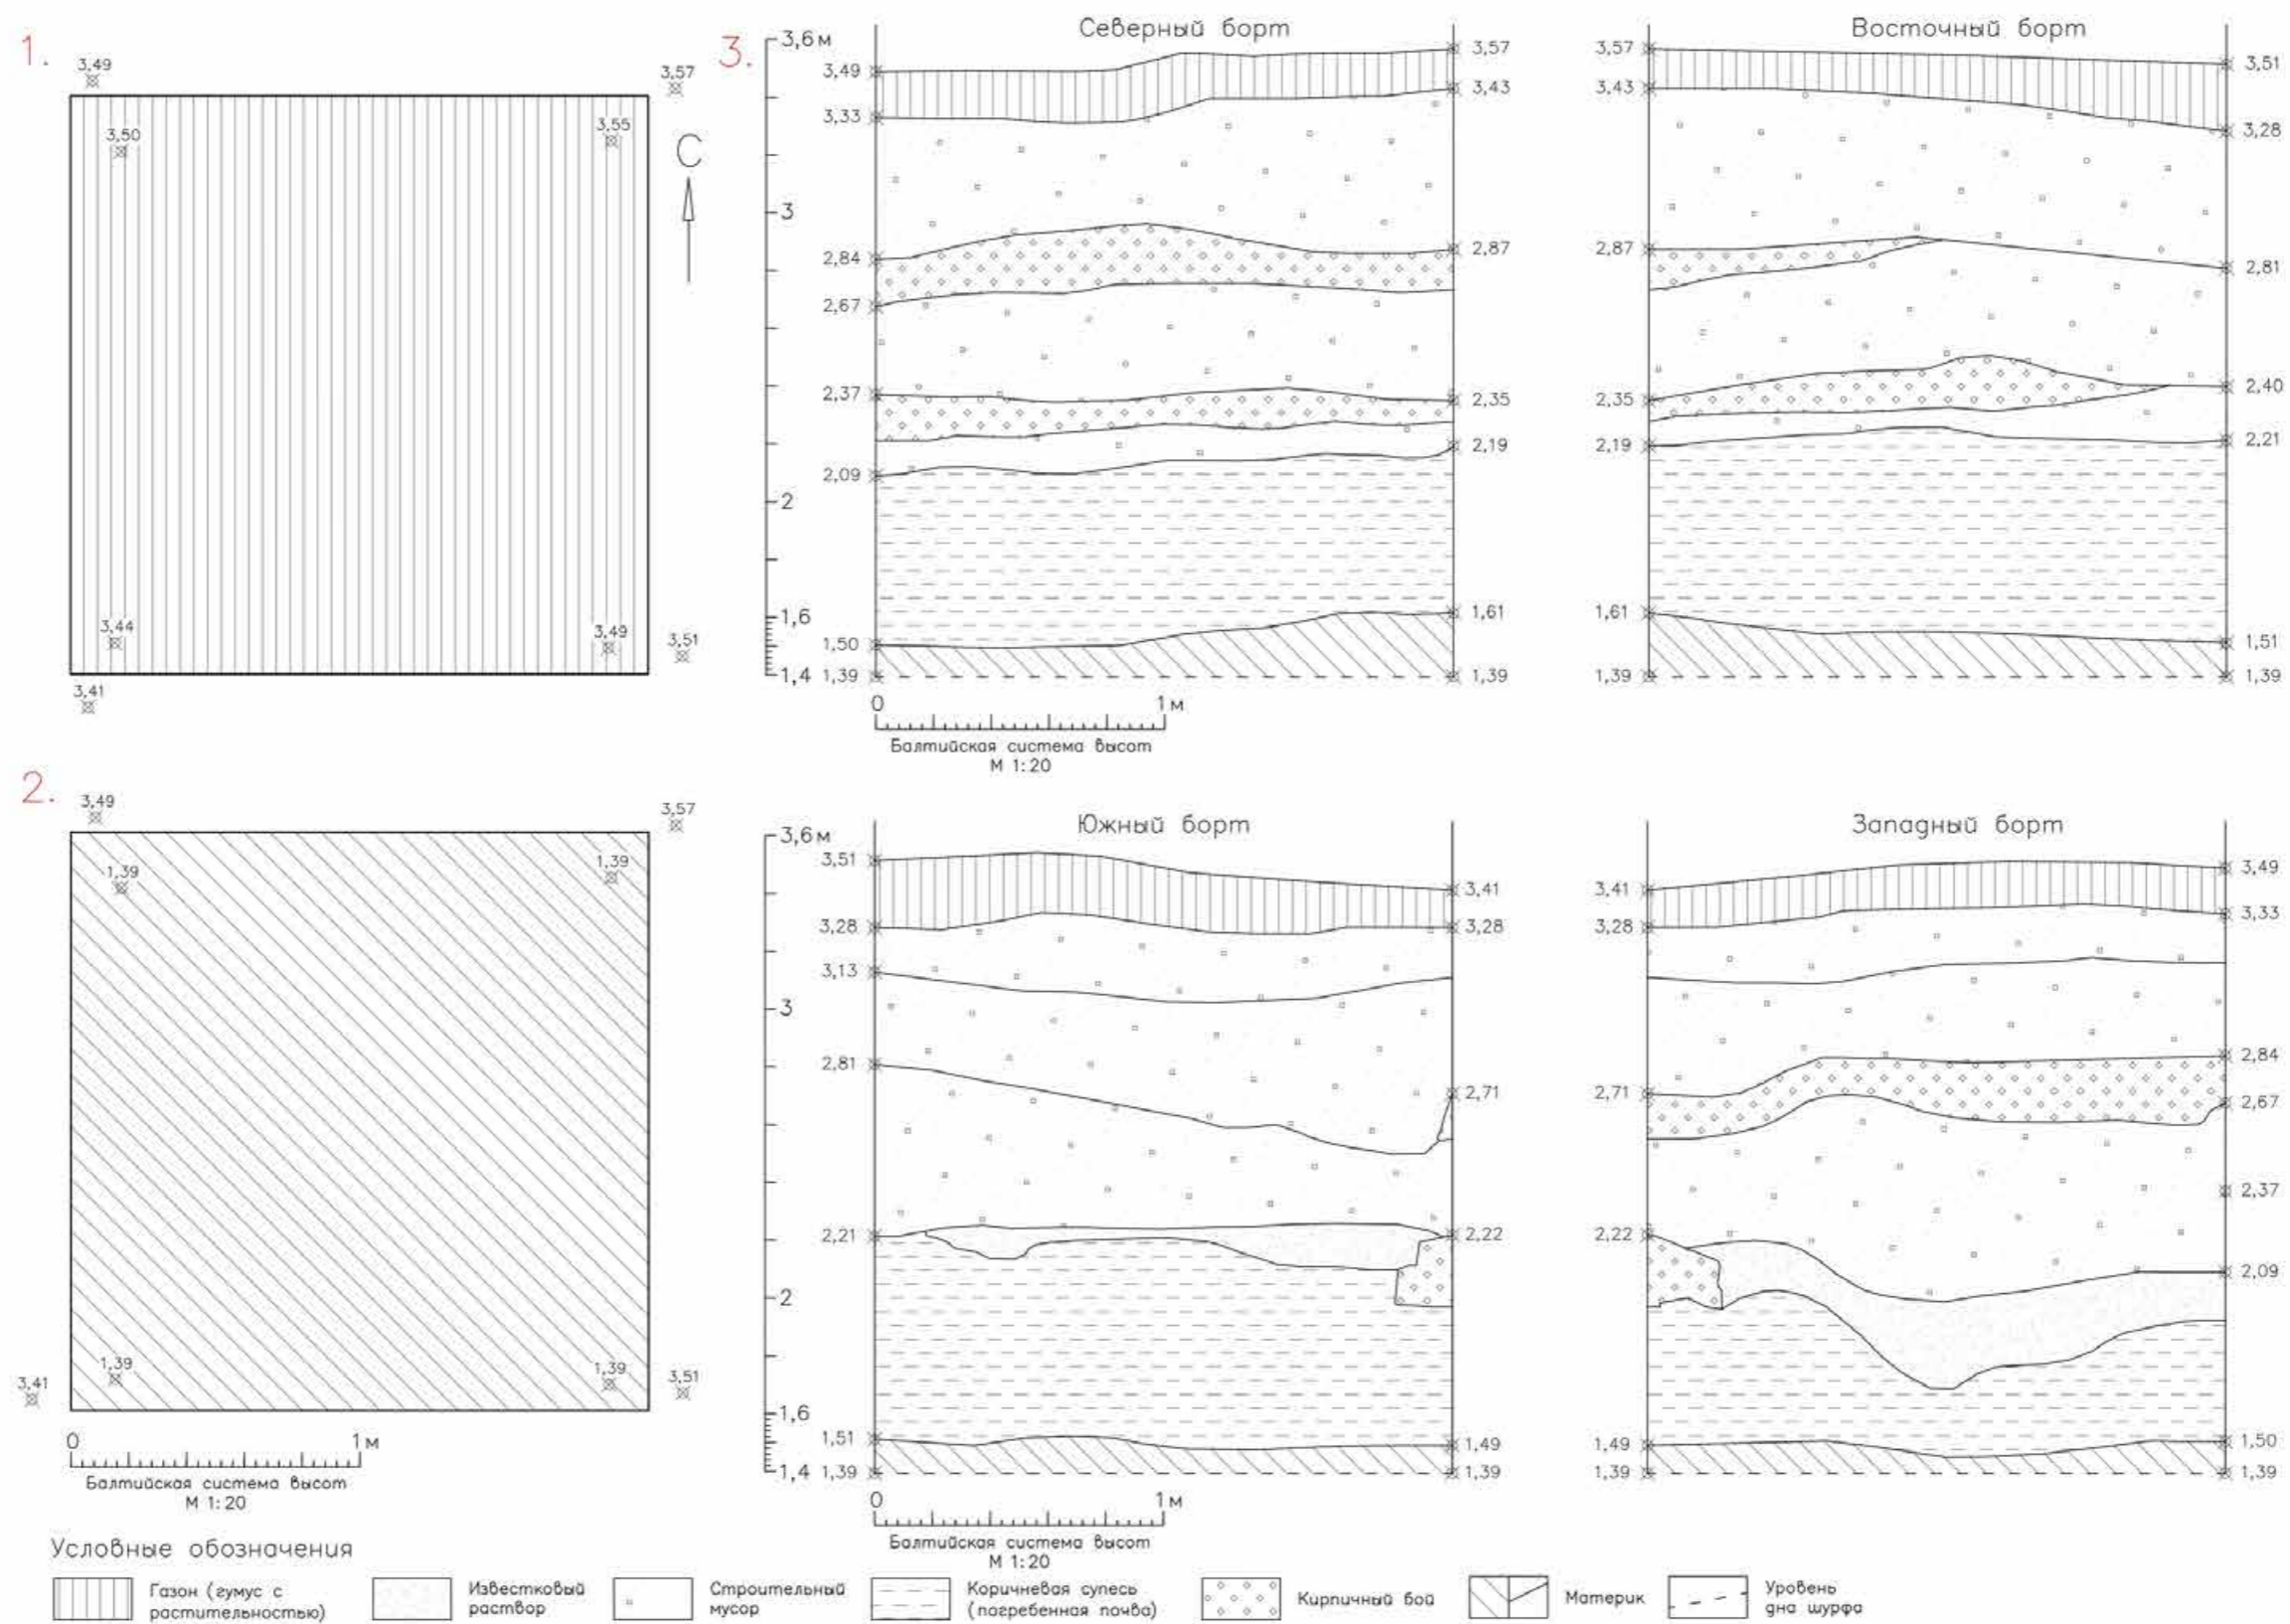 1.
3,49
3,57
3,50
3,55
С
3,44
3,49
3,51
3,41
2.
3,49
3,57
1,39
1,39
1,39
1,39
3,41
3,51
0 1 м
Балтийская система высот
М 1:20
3.
Северный борт
3,6 м
3
2
1,6
1,4
3,49
3,33
2,84
2,67
2,37
2,09
1,50
1,39
3,57
3,43
2,87
2,35
2,19
1,61
1,39
0 1 м
Балтийская система высот
М 1:20
Восточный борт
3,57
3,43
2,87
2,35
2,19
1,61
1,39
3,51
3,28
2,81
2,40
2,21
1,51
1,39
Южный борт
3,6 м
3
2
1,6
1,4
3,51
3,28
3,13
2,81
2,21
1,51
1,39
3,41
3,28
2,71
2,22
1,49
1,39
0 1 м
Балтийская система высот
М 1:20
Западный борт
3,41
3,28
2,71
2,22
1,49
1,39
3,49
3,33
2,84
2,67
2,37
2,09
1,50
1,39
Условные обозначения
Газон (гумус с
растительностью)
Известковый
раствор
Строительный
мусор
Коричневая супесь
(погребенная почва)
Кирпичный бой
Материк
Уровень
дна шурфа